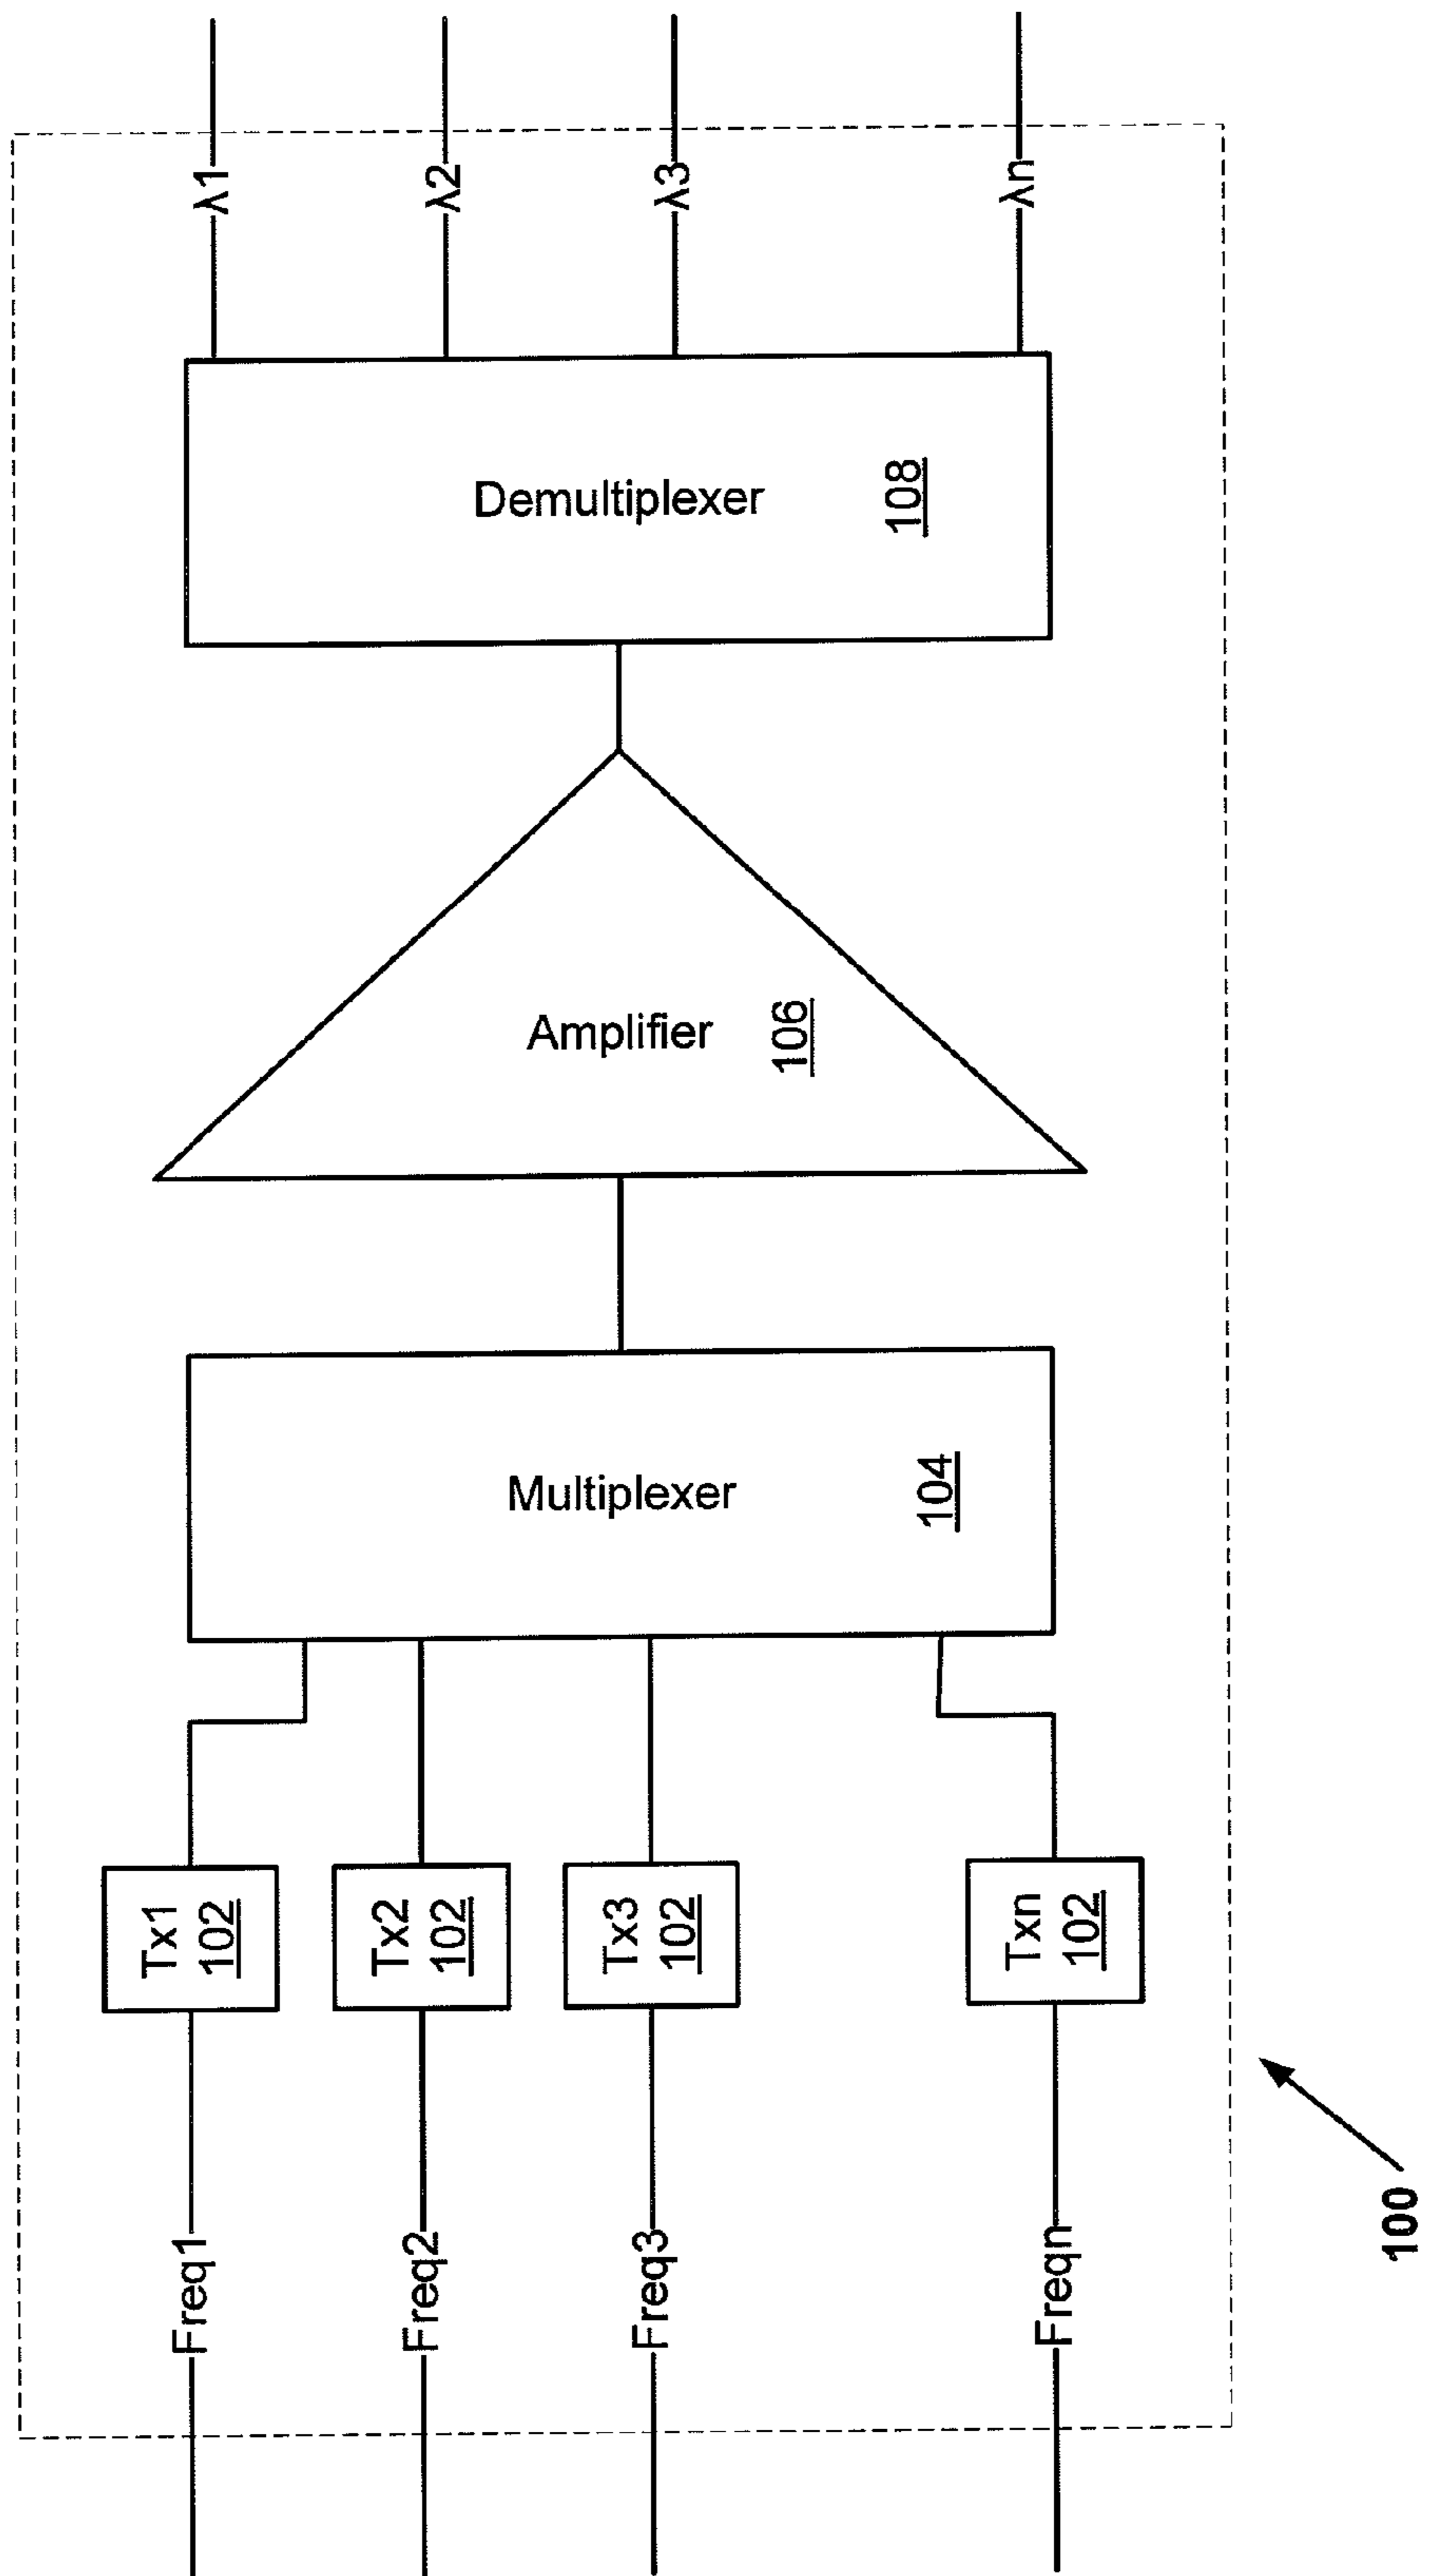 λ1
λ2
λ3
λn
Demultiplexer
108
Amplifier
106
Multiplexer
104
Tx1
102
Tx2
102
Tx3
102
Txn
102
Freq1
Freq2
Freq3
Freqn
100